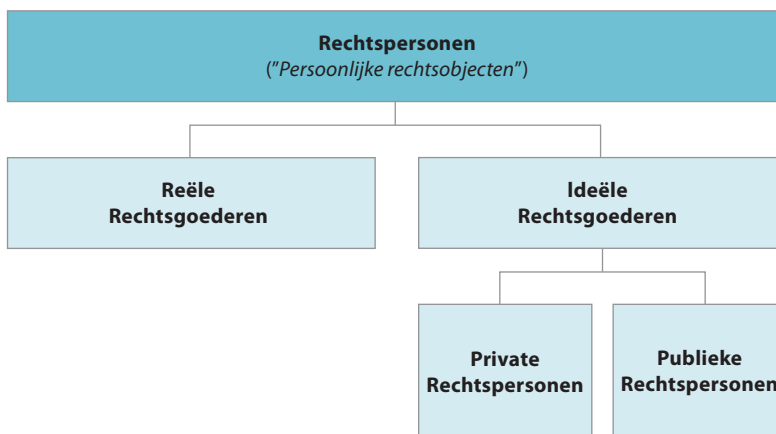 Rechtspersonen
("Persoonlijke rechtsobjecten")
Reële
Rechtsgoederen
Ideële
Rechtsgoederen
Private
Rechtspersonen
Publieke
Rechtspersonen